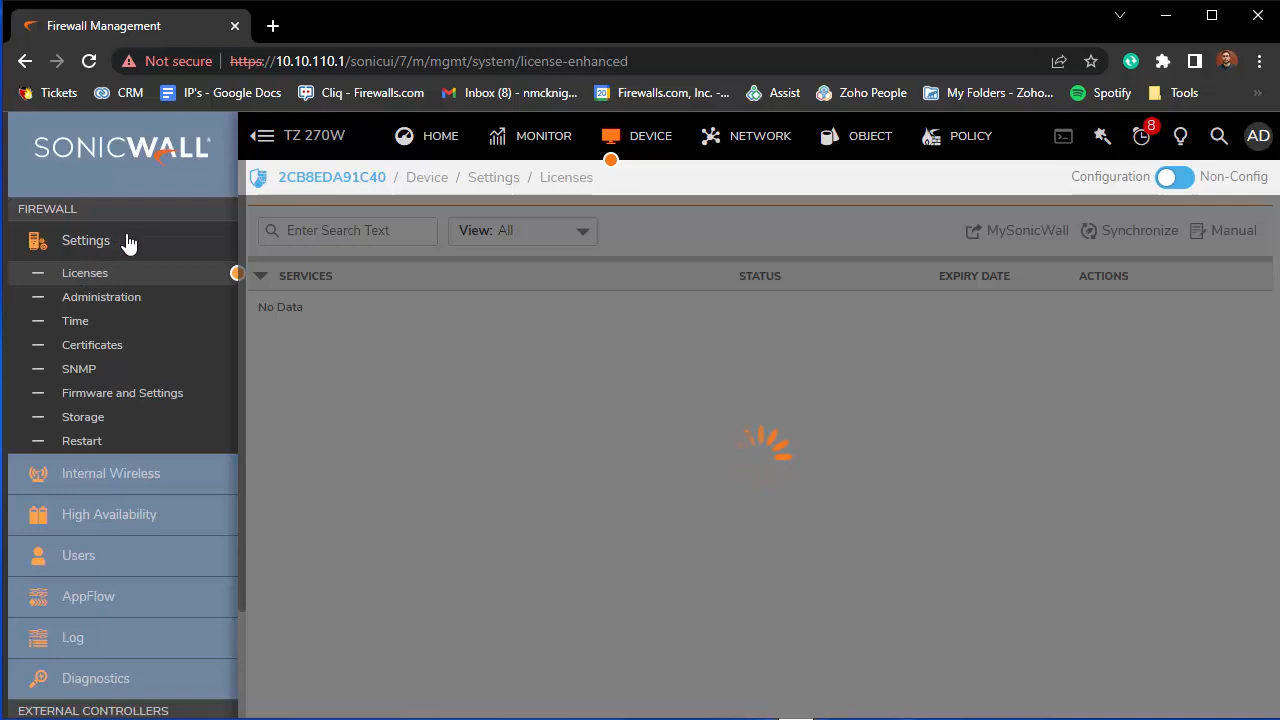 Firewall Management
Not secure https://10.10.110.1/sonicui/7/m/mgmt/system/license-enhanced
Tickets CRM IP's - Google Docs Cliq - Firewalls.com Inbox (8) - nmcknig... 20 Firewalls.com, Inc. -... Assist Zoho People My Folders - Zoho... Spotify Tools »
SONICWALL
TZ 270W HOME MONITOR DEVICE NETWORK OBJECT POLICY 8 AD
2CB8EDA91C40 / Device / Settings / Licenses Configuration Non-Config
FIREWALL
Settings
Licenses
Administration
Time
Certificates
SNMP
Firmware and Settings
Storage
Restart
Internal Wireless
High Availability
Users
AppFlow
Log
Diagnostics
EXTERNAL CONTROLLERS
Enter Search Text View: All MySonicWall Synchronize Manual
SERVICES STATUS EXPIRY DATE ACTIONS
No Data